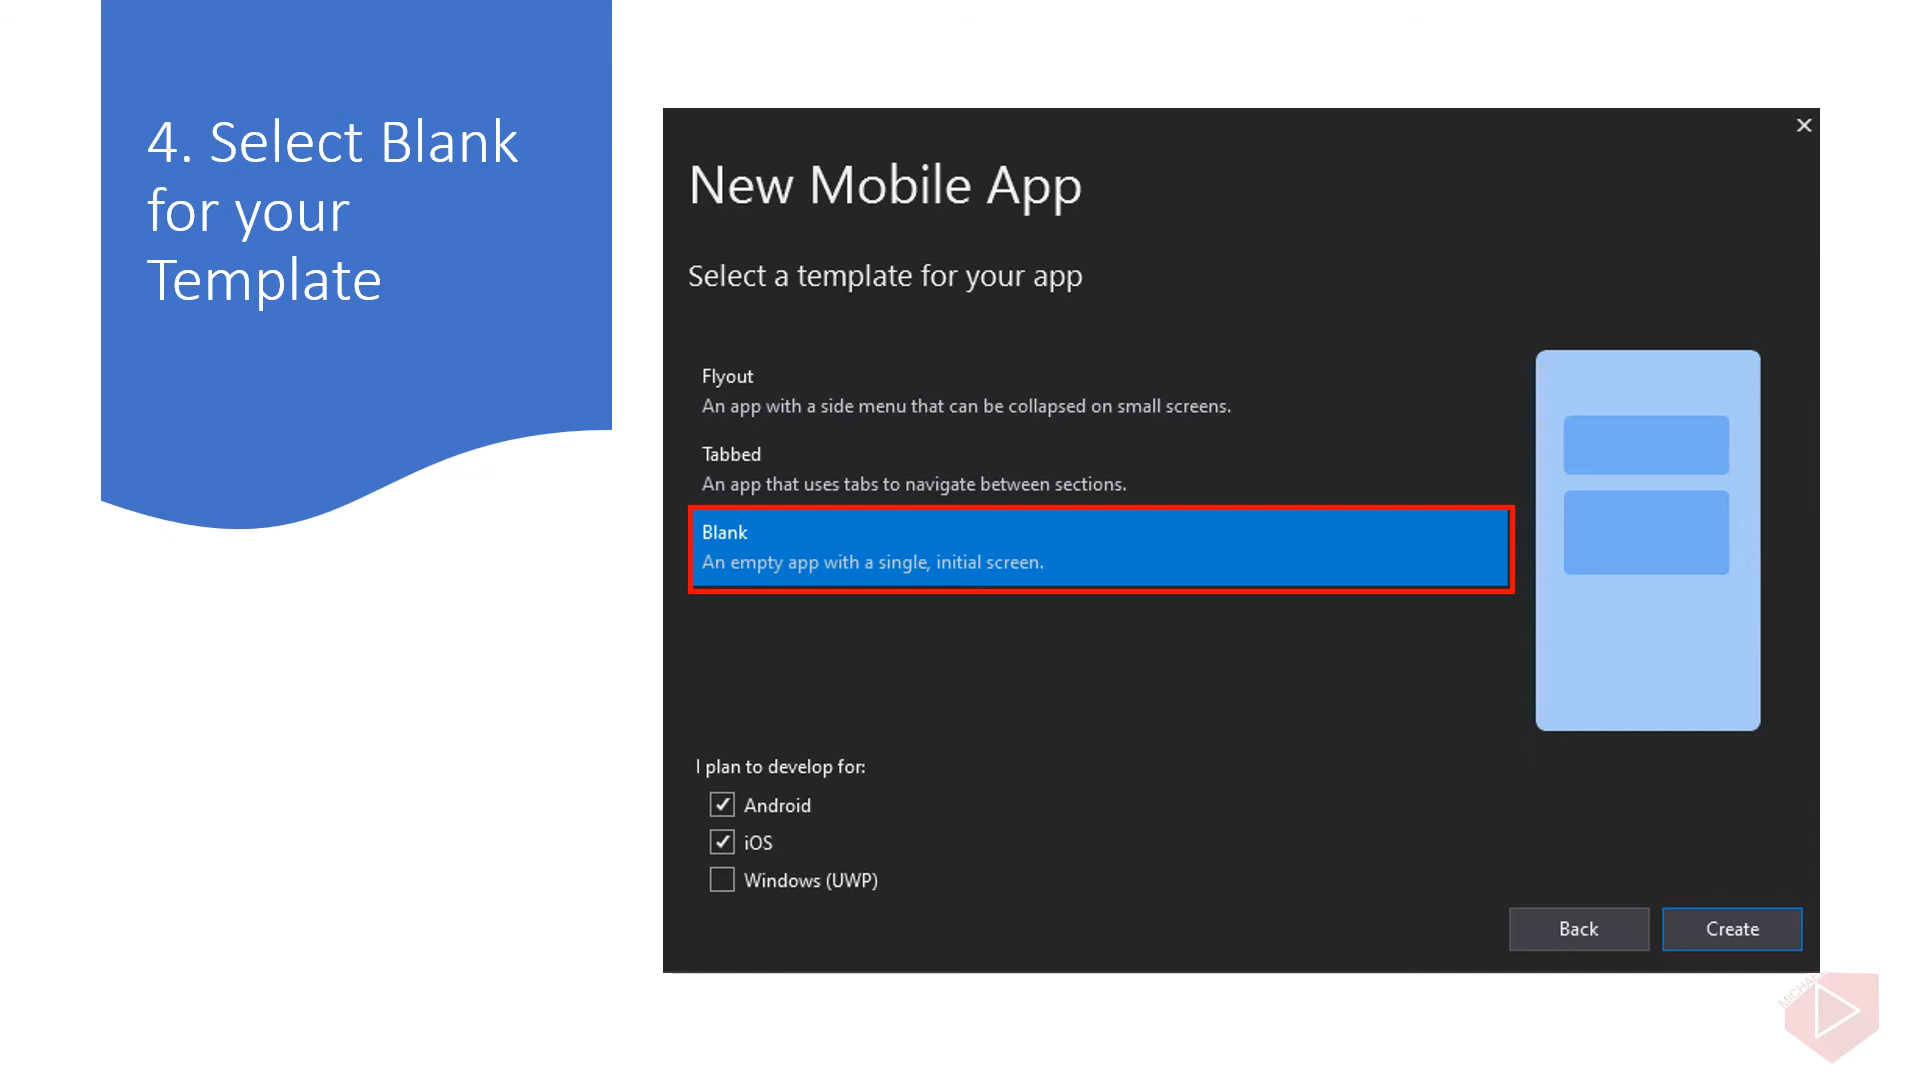 4. Select Blank
for your
Template
New Mobile App
Select a template for your app
Flyout
An app with a side menu that can be collapsed on small screens.
Tabbed
An app that uses tabs to navigate between sections.
Blank
An empty app with a single, initial screen.
I plan to develop for:
Android
iOS
Windows (UWP)
Back
Create